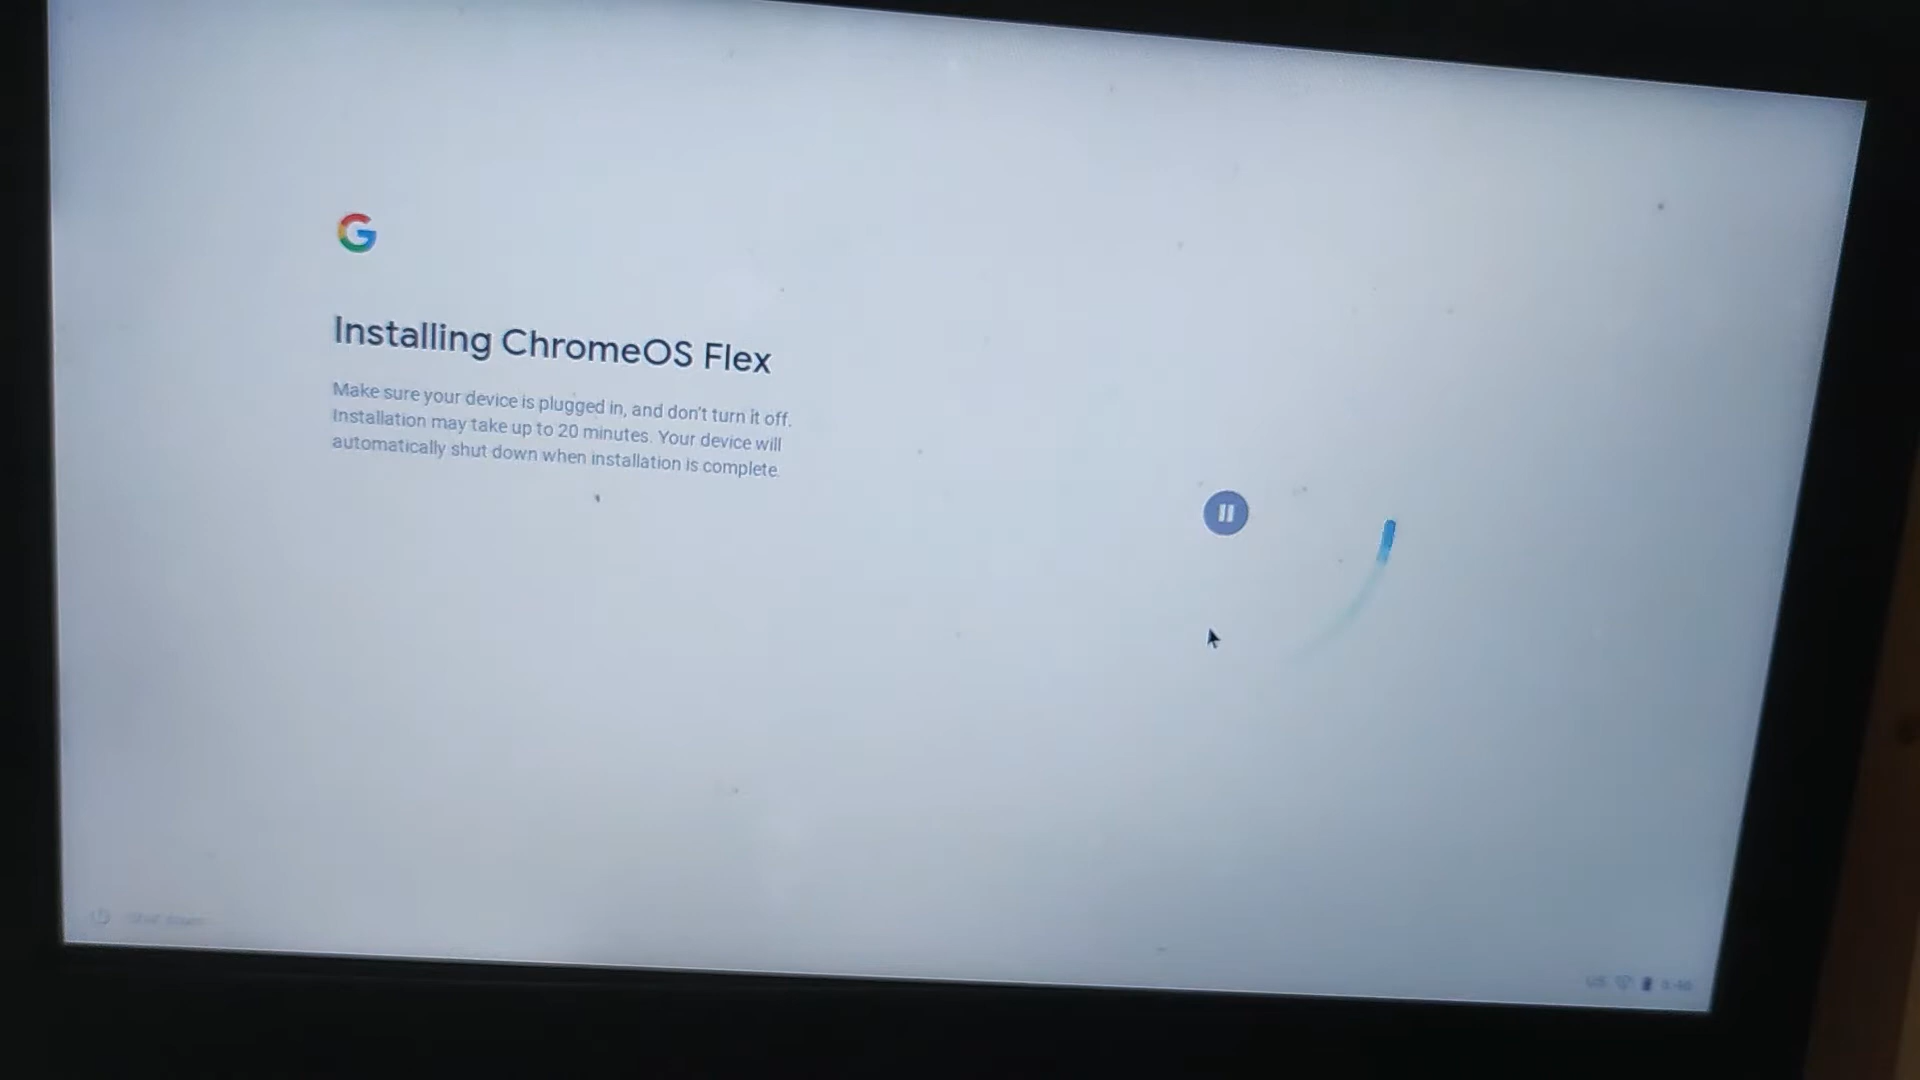 Installing ChromeOS Flex
Make sure your device is plugged in, and don't turn it off.
Installation may take up to 20 minutes. Your device will
automatically shut down when installation is complete.
US